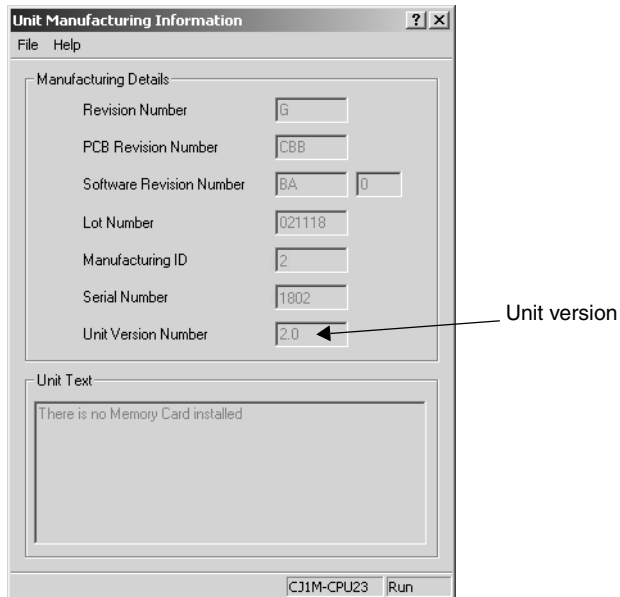 Unit Manufacturing Information
File Help
Manufacturing Details
Revision Number G
PCB Revision Number CBB
Software Revision Number BA 0
Lot Number 021118
Manufacturing ID 2
Serial Number 1802
Unit Version Number 2.0
Unit version
Unit Text
There is no Memory Card installed
CJ1M-CPU23 Run